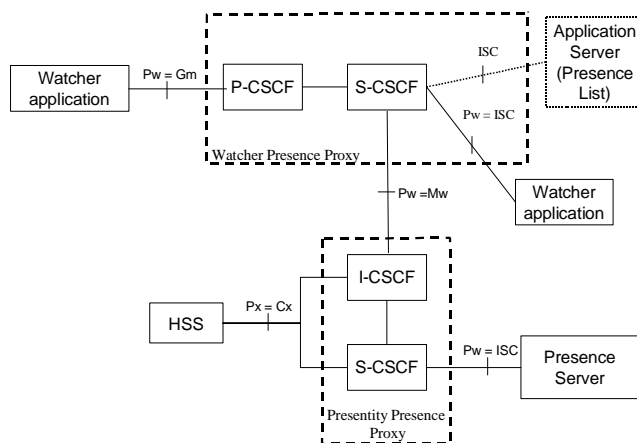 Application
Server
(Presence
List)
ISC
Watcher
application
Pw = Gm
P-CSCF
S-CSCF
Pw = ISC
Watcher Presence Proxy
Watcher
application
Pw =Mw
I-CSCF
HSS
Px = Cx
S-CSCF
Pw = ISC
Presence
Server
Presentity Presence
Proxy